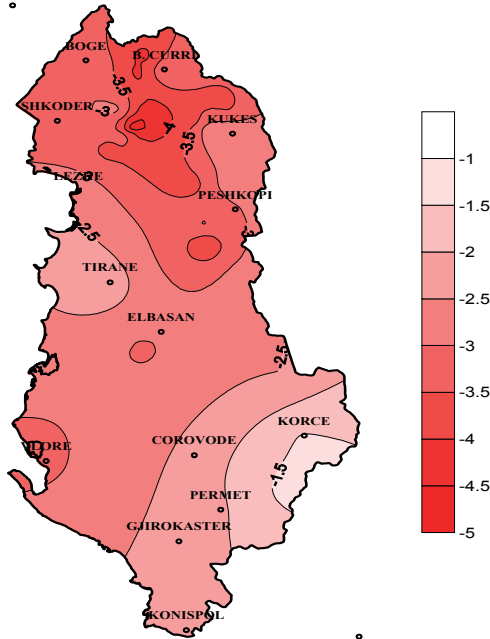 BOGE
B. CURRI
-3.5
SHKODER
-3
-4
KUKES
-3.5
LEZHE
-3
PESHKOPI
-3
-2.5
TIRANE
ELBASAN
-2.5
KORCE
VLORE
COROVODE
-1.5
PERMET
GJIROKASTER
KONISPOL
-1
-1.5
-2
-2.5
-3
-3.5
-4
-4.5
-5